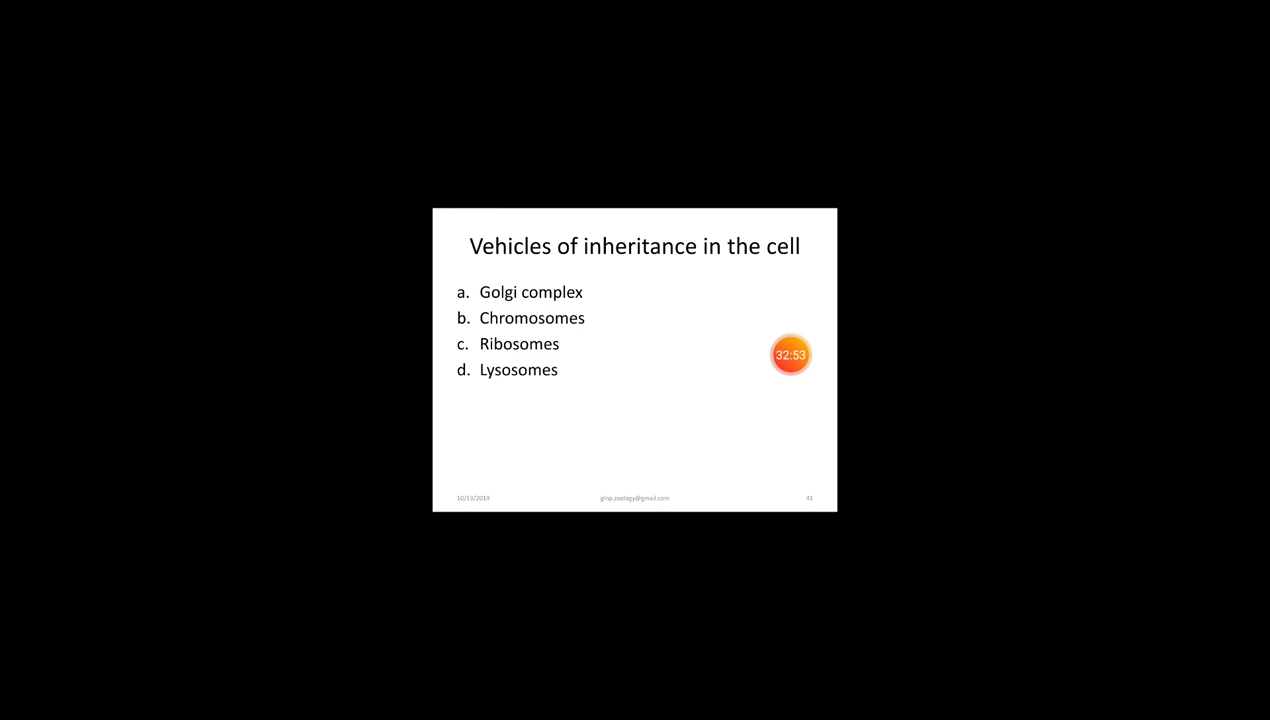 Vehicles of inheritance in the cell
a. Golgi complex
b. Chromosomes
c. Ribosomes
d. Lysosomes
32:53
10/13/2019
glnp.zoology@gmail.com
41